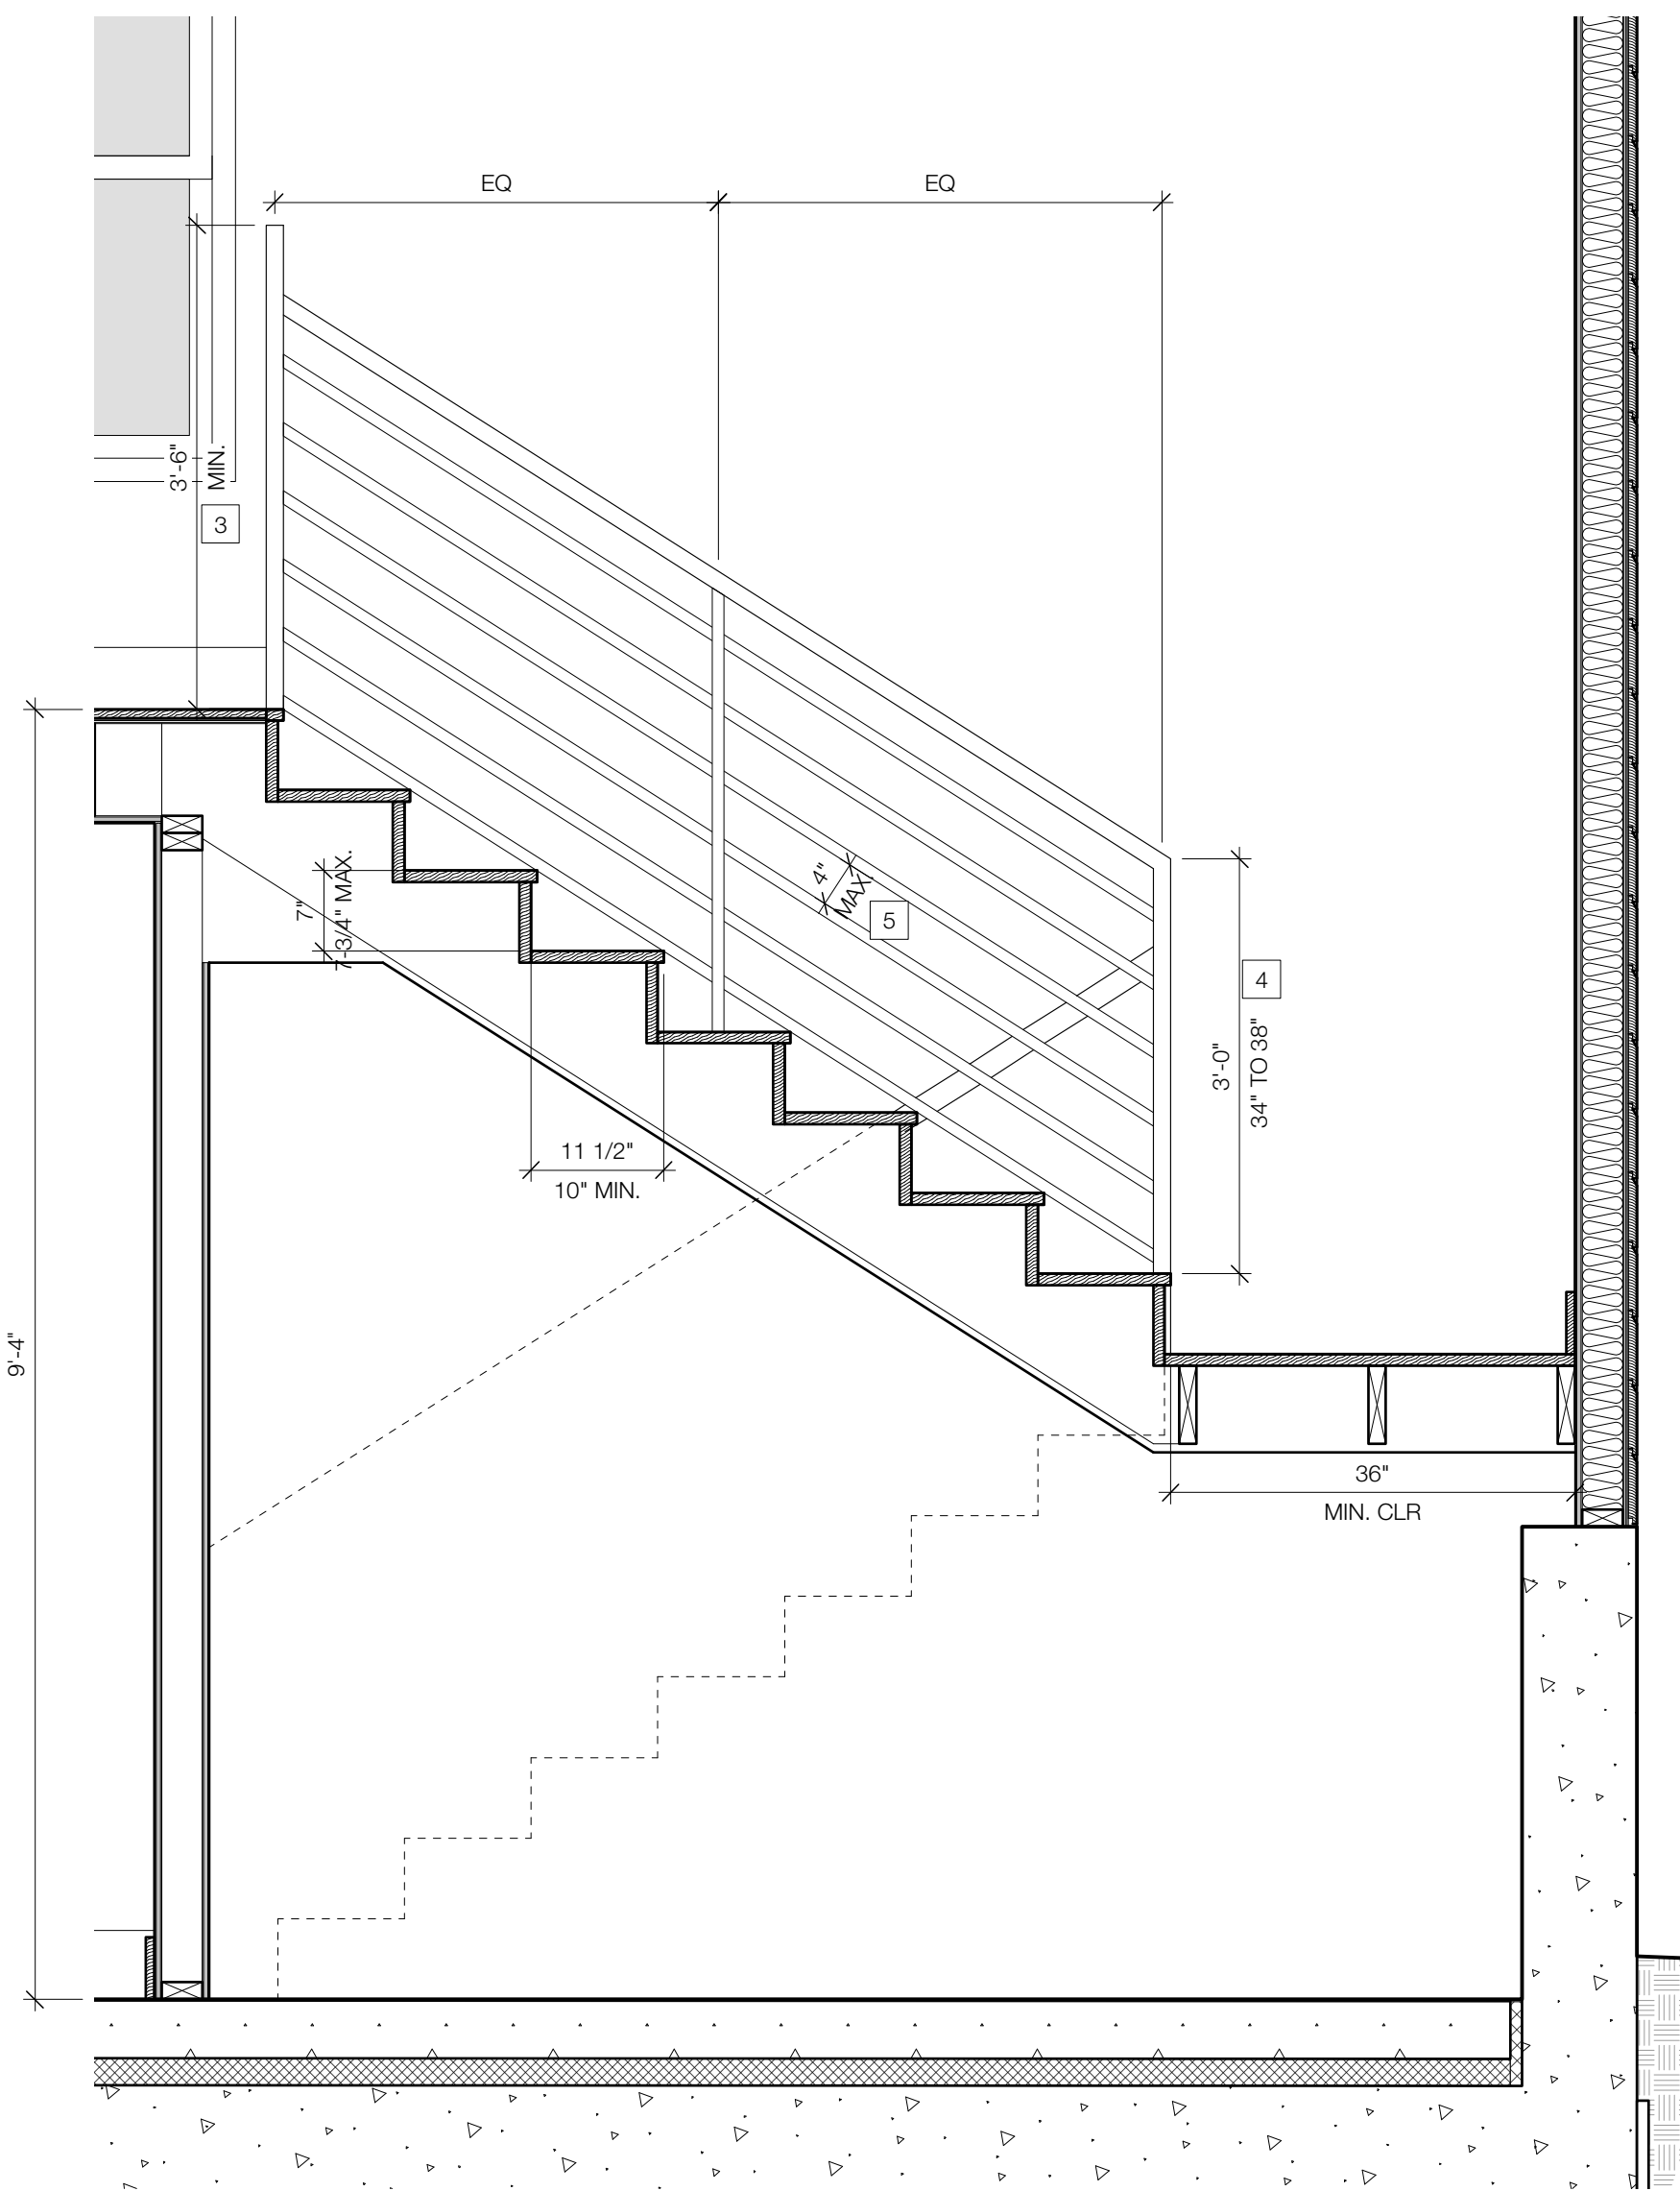 EQ
EQ
3'-6"
MIN.
3
7"
7-3/4" MAX.
4"
MAX.
5
4
3'-0"
34" TO 38"
11 1/2"
10" MIN.
9'-4"
36"
MIN. CLR